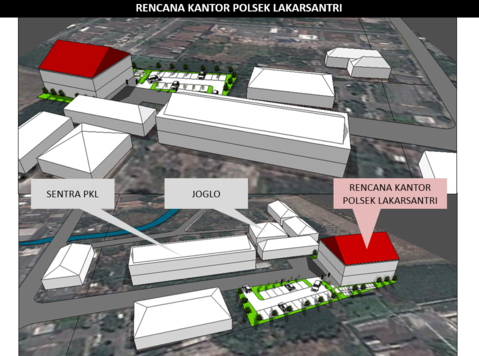 RENCANA KANTOR POLSEK LAKARSANTRI
SENTRA PKL
JOGLO
RENCANA KANTOR
POLSEK LAKARSANTRI